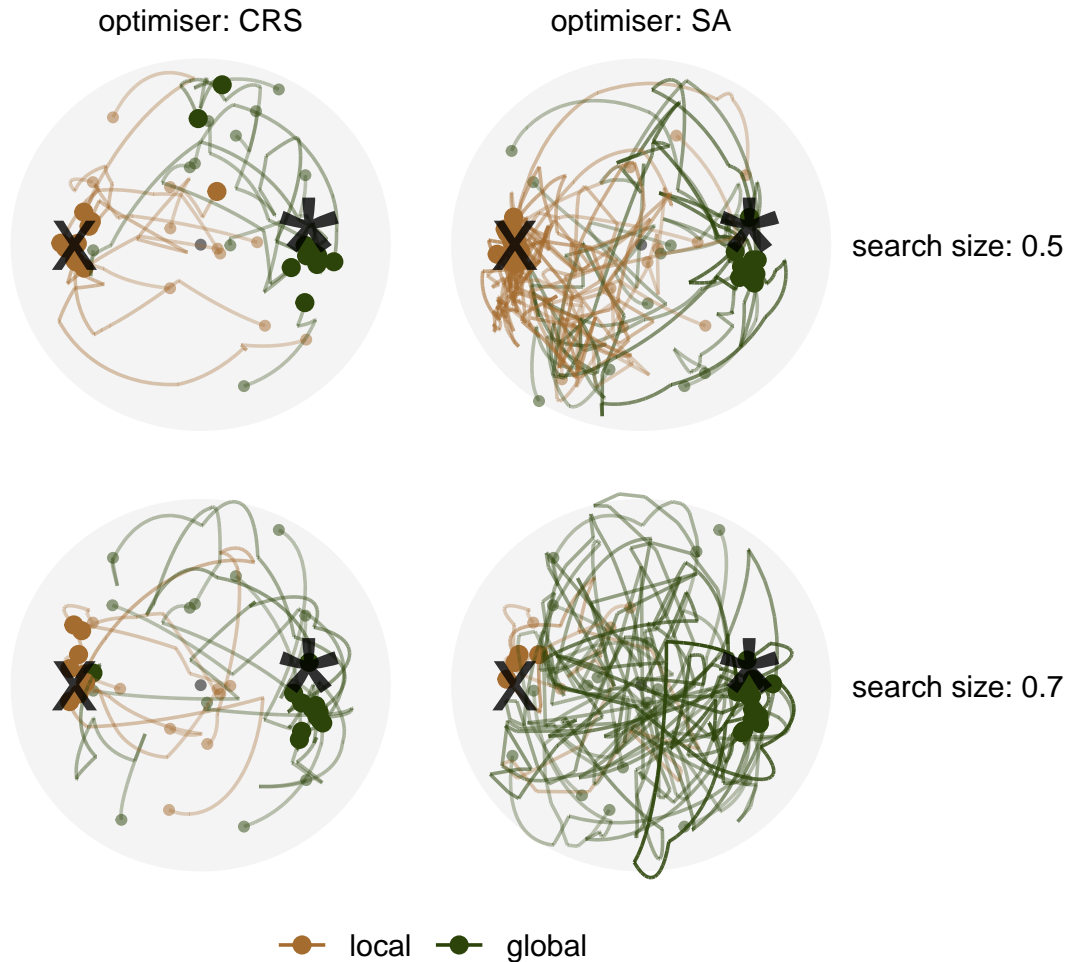 optimiser: CRS
optimiser: SA
X
*
X
*
search size: 0.5
X
*
X
*
search size: 0.7
local
global